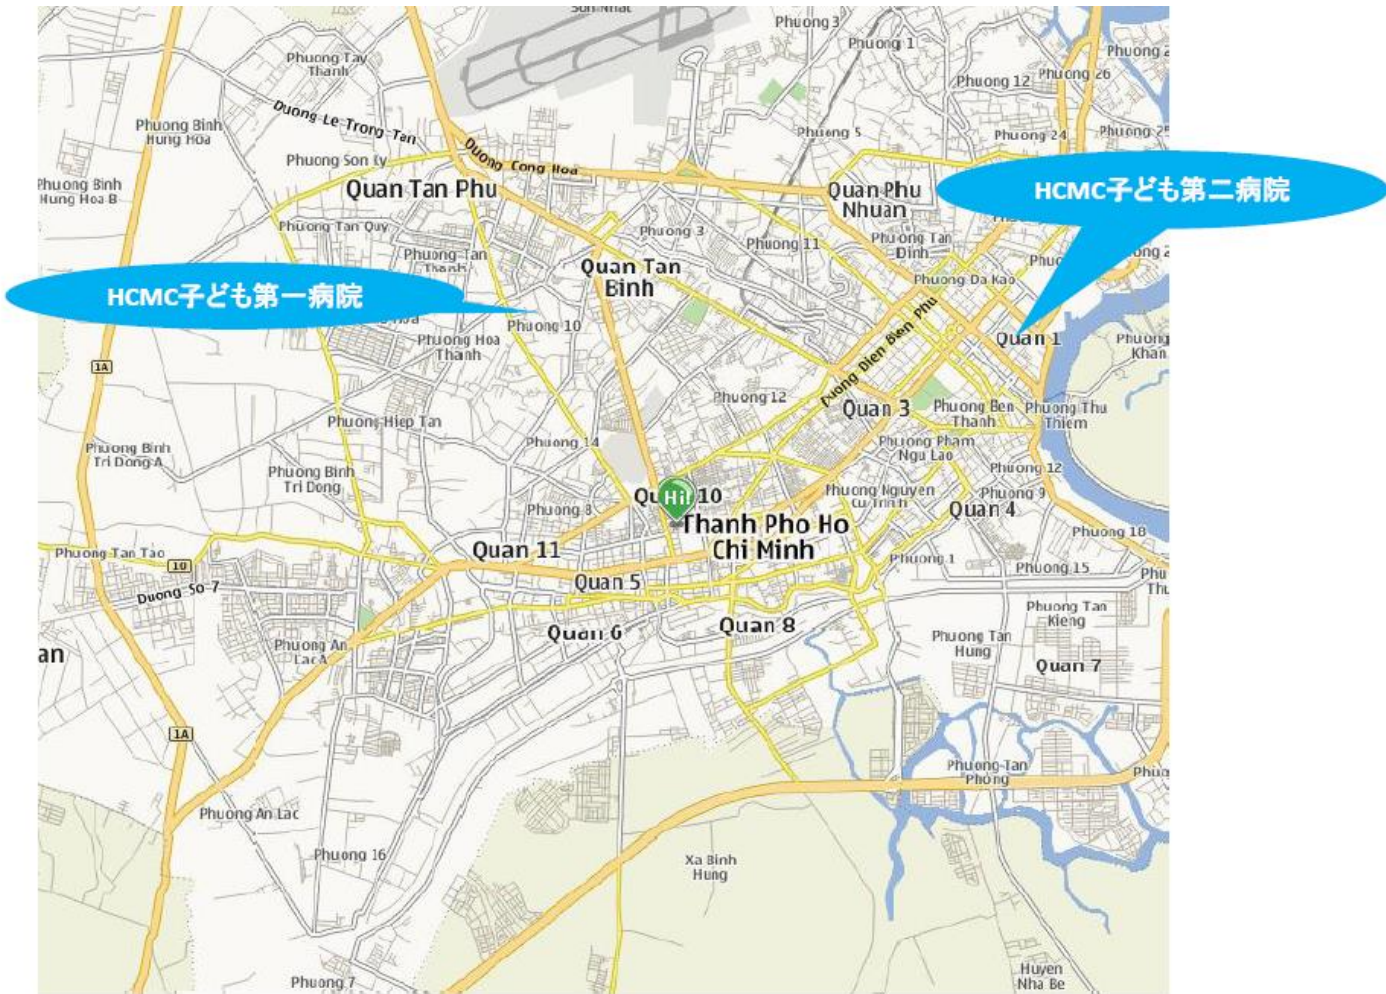 Son Nhat
Phuong 3
Phuong 1
Phuong Tay
Thanh
Phuong 12
Phuong 26
Duong Le Trong Tan
Phuong Binh
Hung Hoa
Phuong 5
Phuong 24
Duong Cong Hoa
Phuong Son Ky
Phuong Binh
Hung Hoa B
Quan Tan Phu
Quan Phu
Nhuan
HCMC子ども第二病院
Phuong Tan Quy
Phuong 3
Phuong 11
Phuong Tan
Dinh
Phuong Tan
Thanh
Quan Tan
Binh
Phuong Da Kao
HCMC子ども第一病院
Phuong 10
Phuong Hoa
Thanh
Duong Dien Bien Phu
Quan 1
Phuong
Khan
1A
Phuong 12
Quan 3
Phuong Ben
Thanh
Phuong Thu
Thiem
Phuong Hiep Tan
Phuong 14
Phuong Pham
Ngu Lao
Phuong Binh
Tri Dong A
Phuong Binh
Tri Dong
Phuong 12
Hi!
10
Phuong 8
Phuong Nguyen
Cu Trinh
Phuong 9
Quan 4
Thanh Pho Ho
Chi Minh
Phuong 18
Quan 11
Phuong Tan Tao
10
Phuong 1
Phuong 15
Duong So 7
Quan 5
Phuong Tan
Kieng
Quan 6
Quan 8
Phuong Tan
Hung
Phuong An
Lac A
an
Quan 7
1A
Phuong Tan
Phong
Phuong An Lac
Phuong 16
Xa Binh
Hung
Phuong 7
Huyen
Nha Be